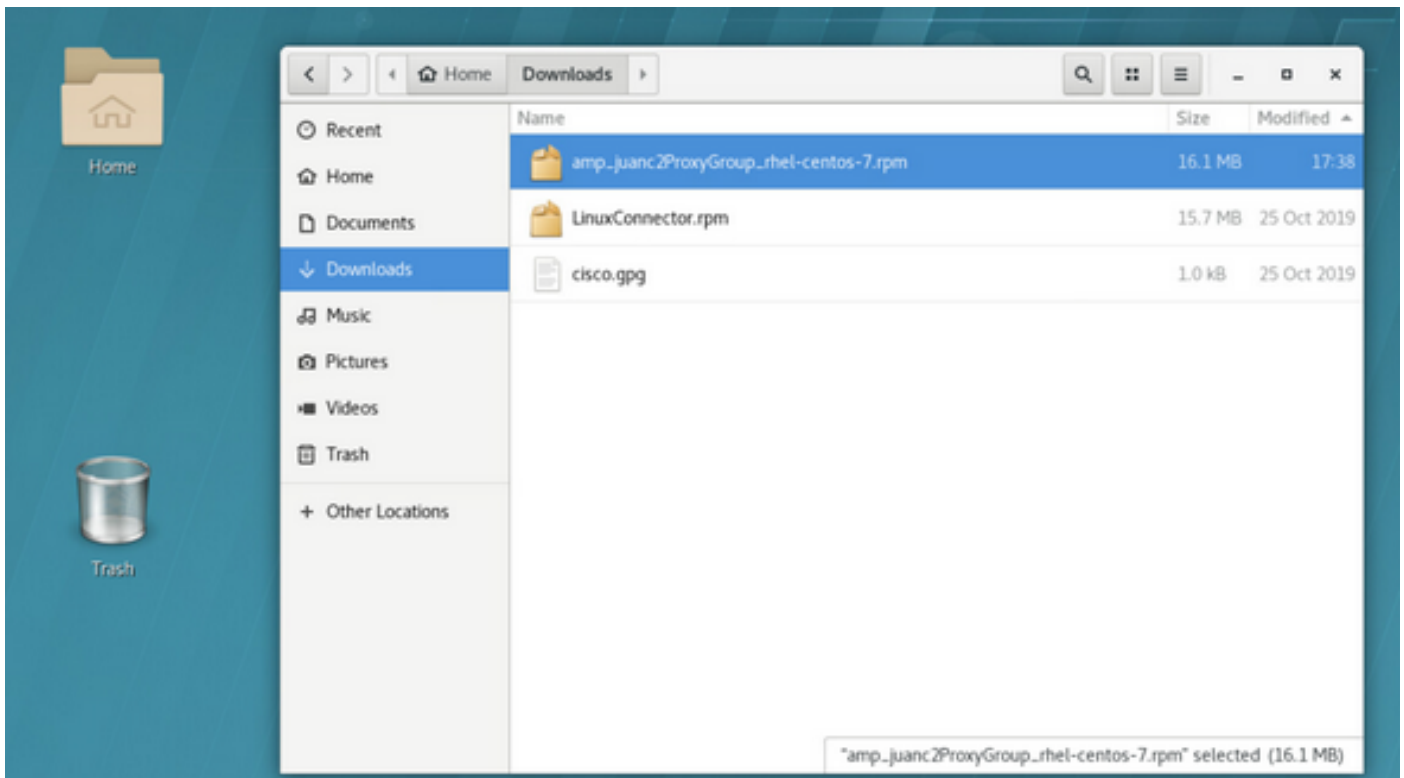 Home
Trash
Home Downloads
Recent
Home
Documents
Downloads
Music
Pictures
Videos
Trash
+ Other Locations
Name Size Modified
amp_juanc2ProxyGroup_rhel-centos-7.rpm 16.1 MB 17:38
LinuxConnector.rpm 15.7 MB 25 Oct 2019
cisco.gpg 1.0 kB 25 Oct 2019
"amp_juanc2ProxyGroup_rhel-centos-7.rpm" selected (16.1 MB)